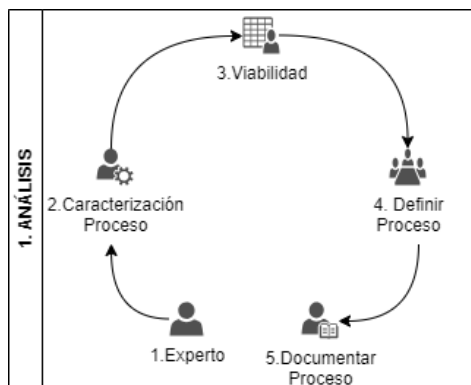 1. ANÁLISIS
1.Experto
2.Caracterización
Proceso
3.Viabilidad
4. Definir
Proceso
5.Documentar
Proceso